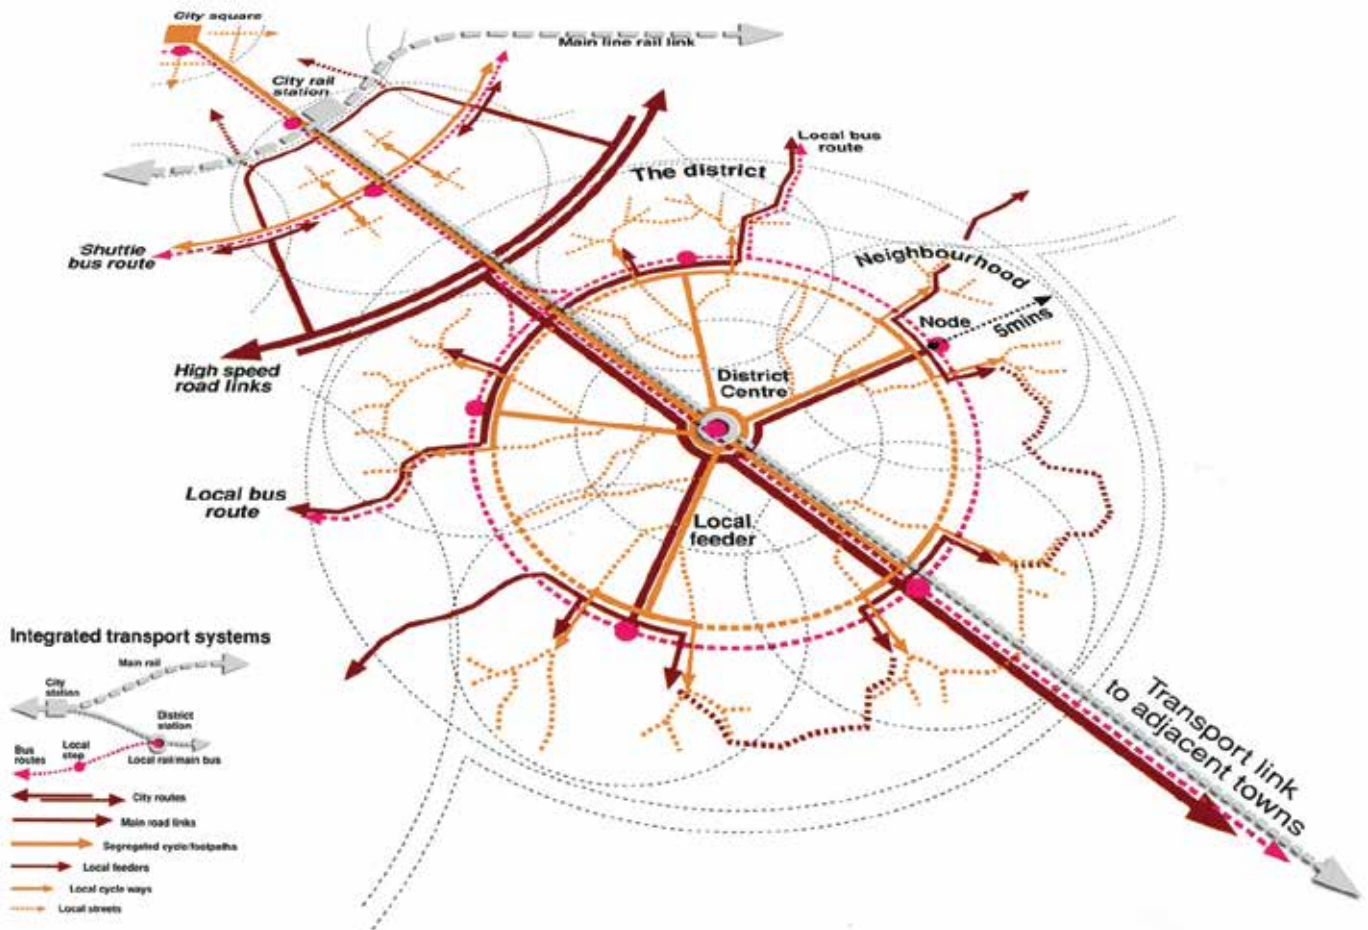 City square
Main line rail link
City rail
station
Local bus
route
The district
Shuttle
bus route
Neighbourhood
Node
5mins
High speed
road links
District
Centre
Local bus
route
Local
feeder
Transport link
to adjacent towns
Integrated transport systems
Main rail
City
station
District
station
Bus
routes
Local
stop
Local rail/main bus
City routes
Main road links
Segregated cycle/footpaths
Local feeders
Local cycle ways
Local streets